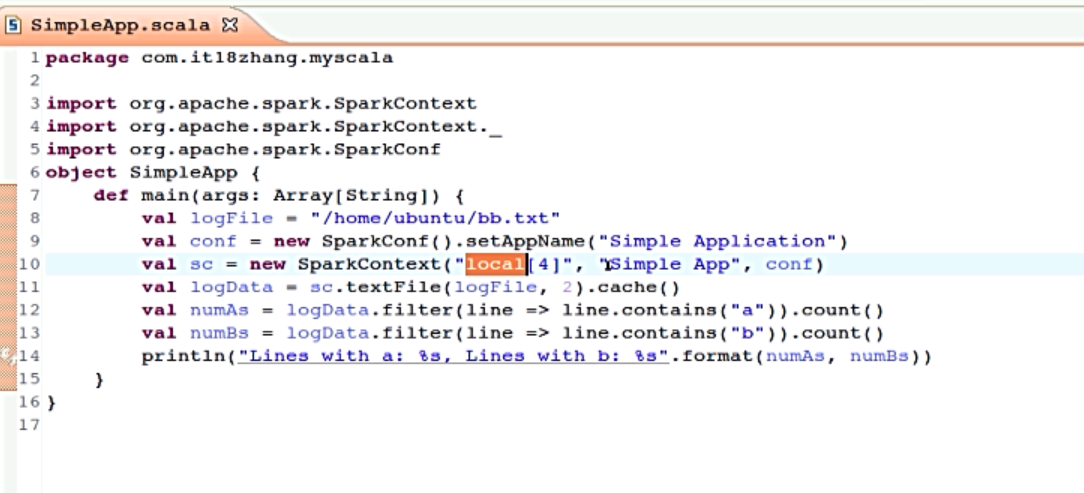 SimpleApp.scala
1 package com.it18zhang.myscala
2
3 import org.apache.spark.SparkContext
4 import org.apache.spark.SparkContext._
5 import org.apache.spark.SparkConf
6 object SimpleApp {
7     def main(args: Array[String]) {
8         val logFile = "/home/ubuntu/bb.txt"
9         val conf = new SparkConf().setAppName("Simple Application")
10         val sc = new SparkContext("local[4]", "Simple App", conf)
11         val logData = sc.textFile(logFile, 2).cache()
12         val numAs = logData.filter(line => line.contains("a")).count()
13         val numBs = logData.filter(line => line.contains("b")).count()
14         println("Lines with a: %s, Lines with b: %s".format(numAs, numBs))
15     }
16 }
17